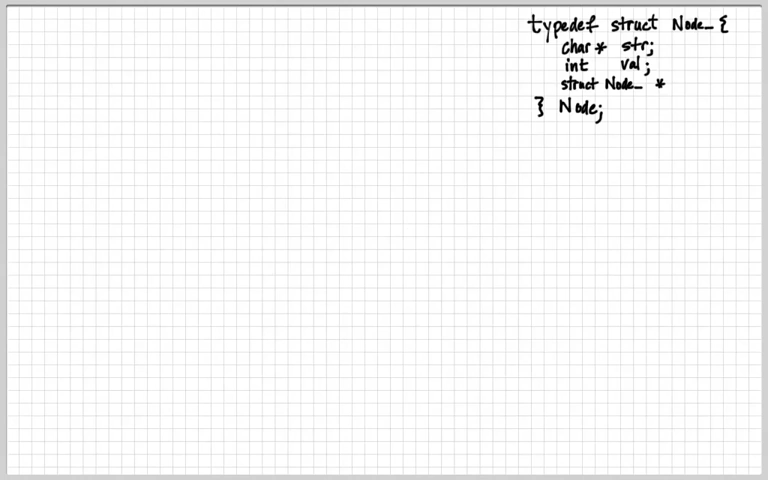 typedef struct Node_ {
char* str;
int val;
struct Node_ *
} Node;